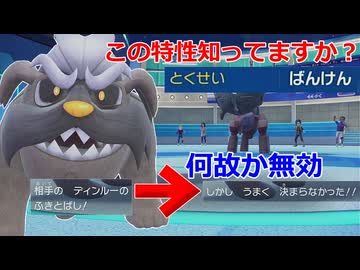 この特性知ってますか？
とくせい ばんけん
何故か無効
相手の ティンルーの
ふきとばし！
しかし うまく 決まらなかった！！